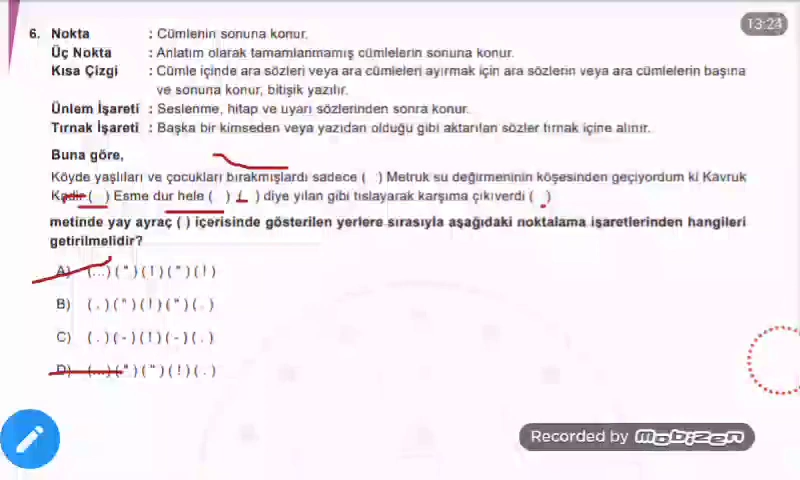 13:24
6. Nokta : Cümlenin sonuna konur.
Üç Nokta : Anlatım olarak tamamlanmamış cümlelerin sonuna konur.
Kısa Çizgi : Cümle içinde ara sözleri veya ara cümleleri ayırmak için ara sözlerin veya ara cümlelerin başına
ve sonuna konur, bitişik yazılır.
Ünlem İşareti : Seslenme, hitap ve uyarı sözlerinden sonra konur.
Tırnak İşareti : Başka bir kimseden veya yazıdan olduğu gibi aktarılan sözler tırnak içine alınır.
Buna göre,
Köyde yaşlıları ve çocukları bırakmışlardı sadece ( ) Metruk su değirmeninin köşesinden geçiyordum ki Kavruk
Kadir ( ) Esme dur hele ( ) ( ) diye yılan gibi tıslayarak karşıma çıkıverdi ( )
metinde yay ayraç ( ) içerisinde gösterilen yerlere sırasıyla aşağıdaki noktalama işaretlerinden hangileri
getirilmelidir?
A) (...) ( " ) ( ! ) ( " ) ( ! )
B) ( . ) ( " ) ( ! ) ( " ) ( . )
C) ( . ) ( - ) ( ! ) ( - ) ( . )
D) (...) ( " ) ( " ) ( ! ) ( . )
Recorded by mobizen